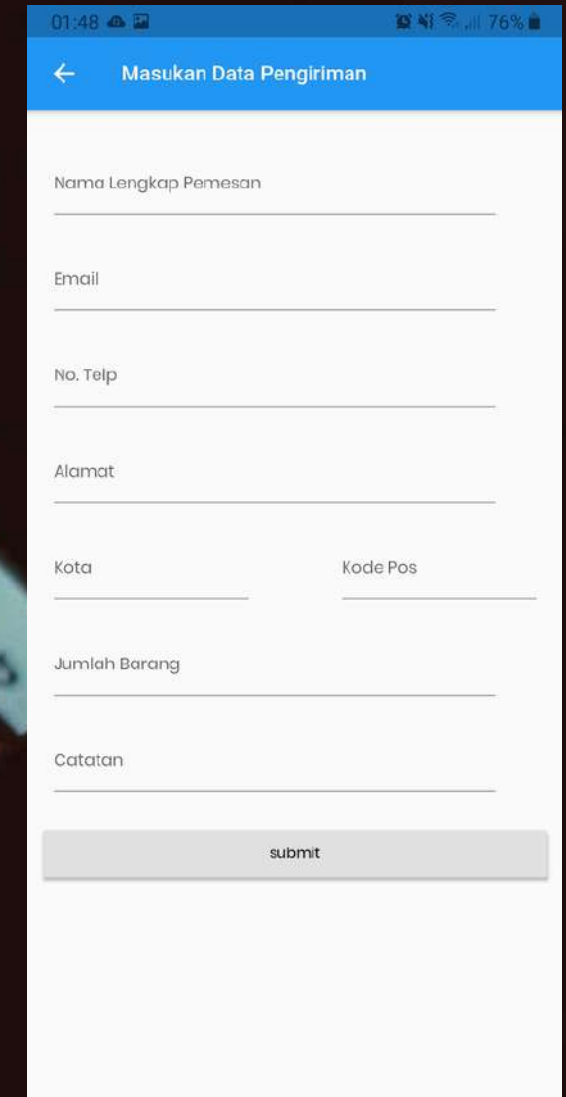 01:48 76%
Masukan Data Pengiriman
Nama Lengkap Pemesan
Email
No. Telp
Alamat
Kota Kode Pos
Jumlah Barang
Catatan
submit